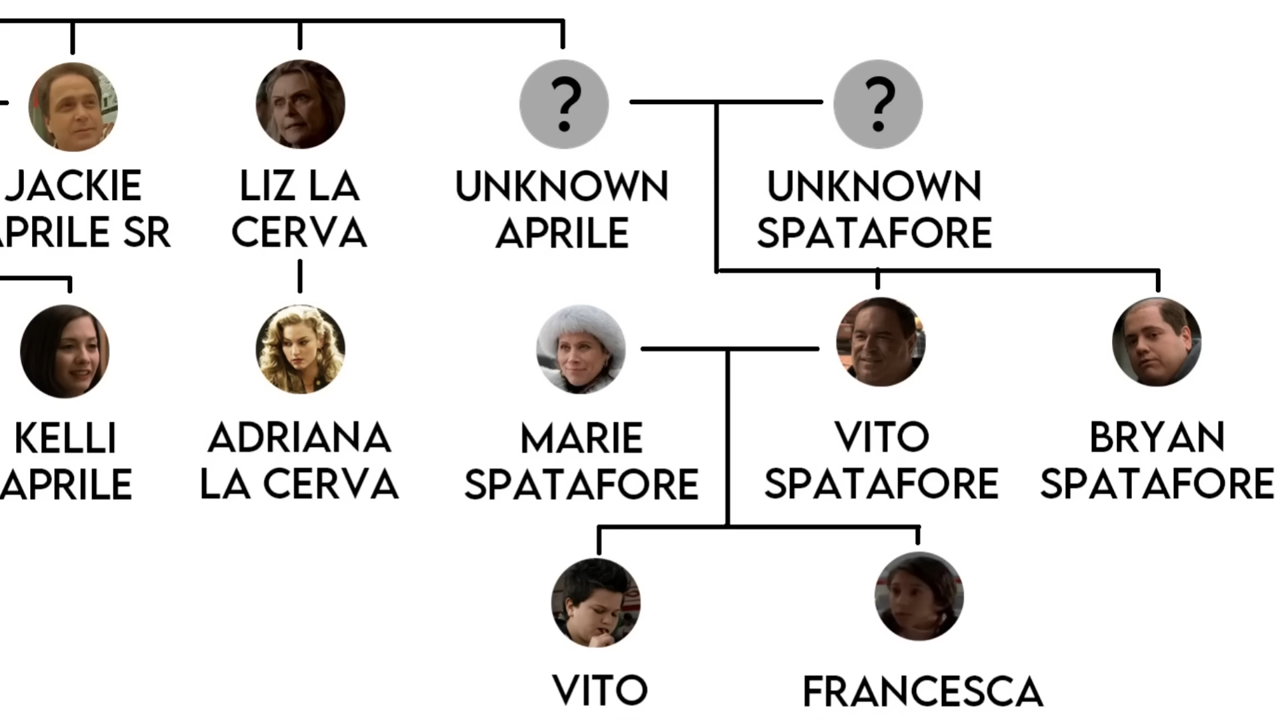 ?
?
JACKIE
APRILE SR
LIZ LA
CERVA
UNKNOWN
APRILE
UNKNOWN
SPATAFORE
KELLI
APRILE
ADRIANA
LA CERVA
MARIE
SPATAFORE
VITO
SPATAFORE
BRYAN
SPATAFORE
VITO
FRANCESCA